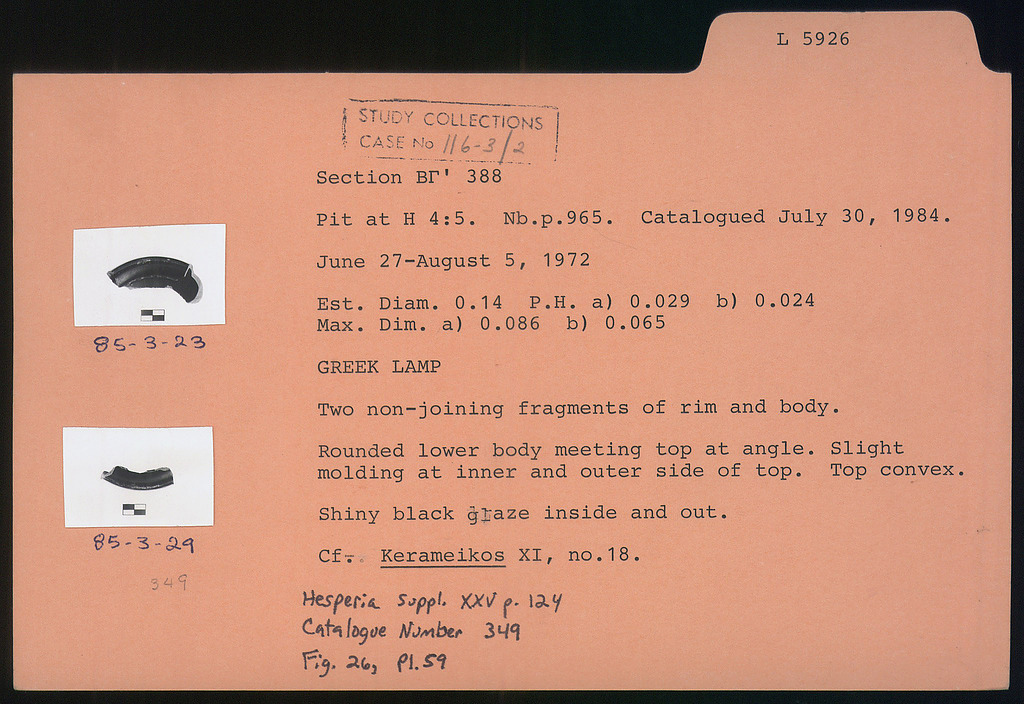 L 5926
STUDY COLLECTIONS
CASE No 116-3/2
Section ΒΓ' 388
Pit at H 4:5. Nb.p.965. Catalogued July 30, 1984.
June 27-August 5, 1972
Est. Diam. 0.14 P.H. a) 0.029 b) 0.024
Max. Dim. a) 0.086 b) 0.065
GREEK LAMP
Two non-joining fragments of rim and body.
Rounded lower body meeting top at angle. Slight
molding at inner and outer side of top. Top convex.
Shiny black glaze inside and out.
Cf. Kerameikos XI, no.18.
Hesperia Suppl. XXV p. 124
Catalogue Number 349
Fig. 26, Pl.59
85-3-23
85-3-29
349